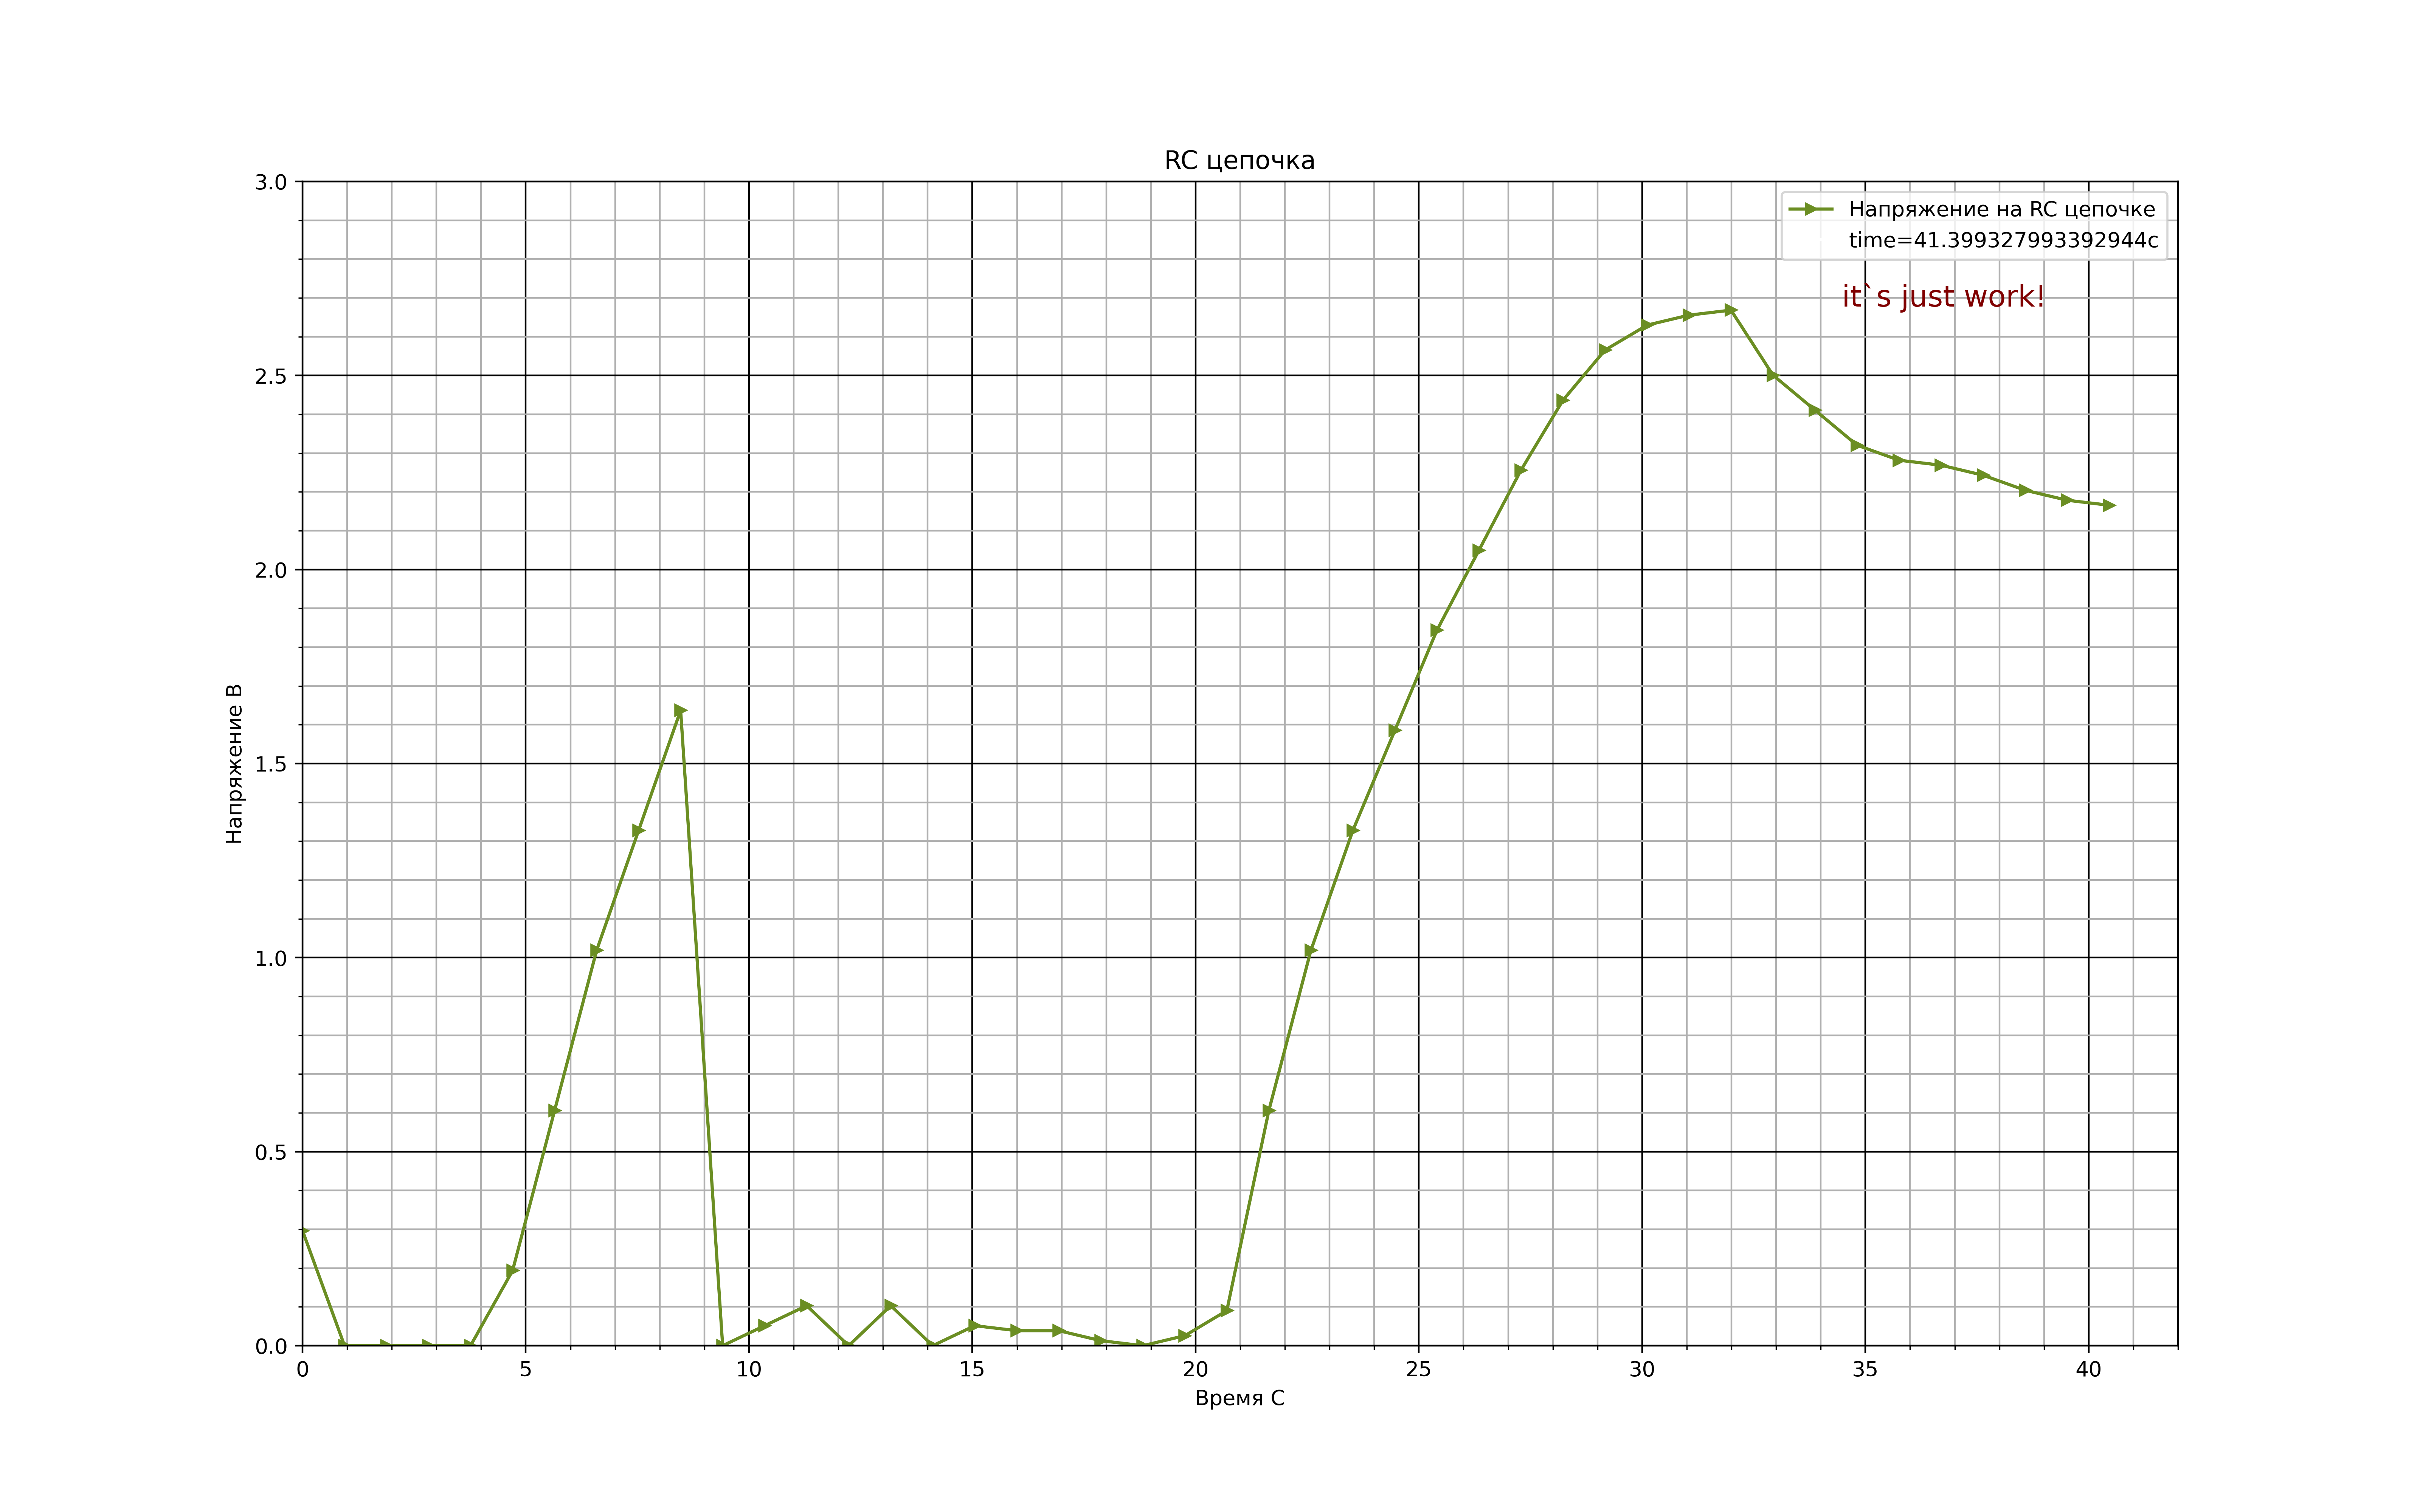 RC цепочка
Напряжение на RC цепочке
time=41.399327993392944c
it`s just work!
3.0
2.5
2.0
1.5
1.0
0.5
0.0
Напряжение В
0 5 10 15 20 25 30 35 40
Время С